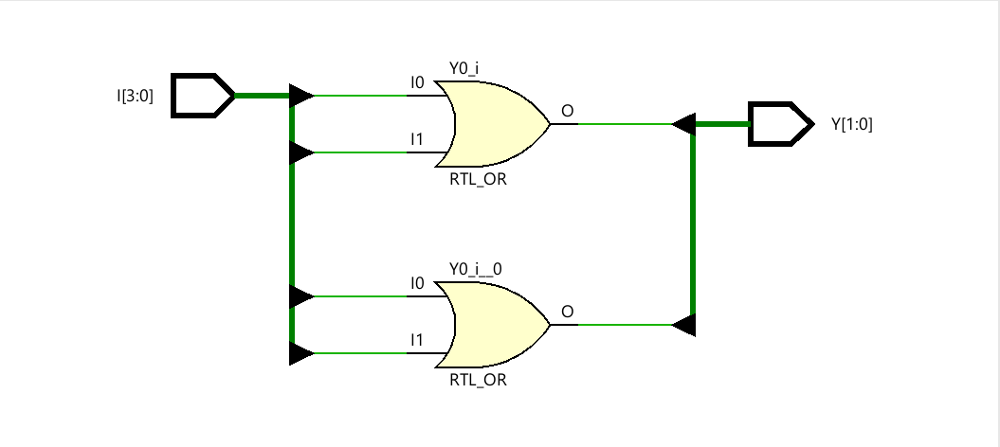 Y0_i
I[3:0]
I0
I1
O
RTL_OR
Y[1:0]
Y0_i__0
I0
I1
O
RTL_OR